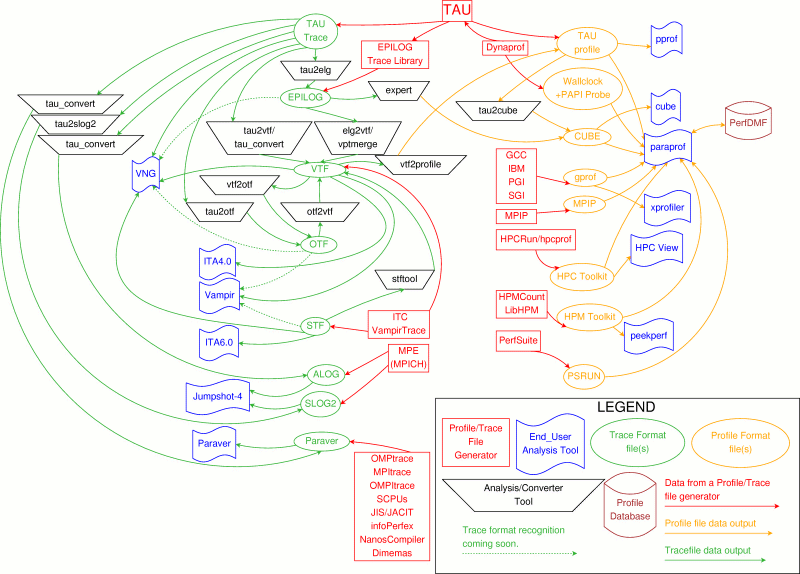 TAU
TAU
Trace
EPILOG
Trace Library
Dynaprof
TAU
profile
pprof
tau2elg
Wallclock
+PAPI Probe
EPILOG
expert
tau_convert
tau2slog2
tau_convert
tau2cube
cube
PerfDMF
tau2vtf/
tau_convert
elg2vtf/
vptmerge
CUBE
paraprof
VNG
VTF
vtf2profile
GCC
IBM
PGI
SGI
gprof
vtf2otf
tau2otf
otf2vtf
MPIP
MPIP
xprofiler
OTF
HPCRun/hpcprof
HPC View
ITA4.0
HPC Toolkit
stftool
Vampir
HPMCount
LibHPM
HPM Toolkit
ITC
VampirTrace
STF
peekperf
ITA6.0
PerfSuite
MPE
(MPICH)
ALOG
PSRUN
Jumpshot-4
SLOG2
Paraver
Paraver
OMPtrace
MPItrace
OMPItrace
SCPUs
JIS/JACIT
infoPerfex
NanosCompiler
Dimemas
LEGEND
Profile/Trace
File
Generator
End_User
Analysis Tool
Trace Format
file(s)
Profile Format
file(s)
Analysis/Converter
Tool
Profile
Database
Data from a Profile/Trace
file generator
Profile file data output
Tracefile data output
Trace format recognition
coming soon.